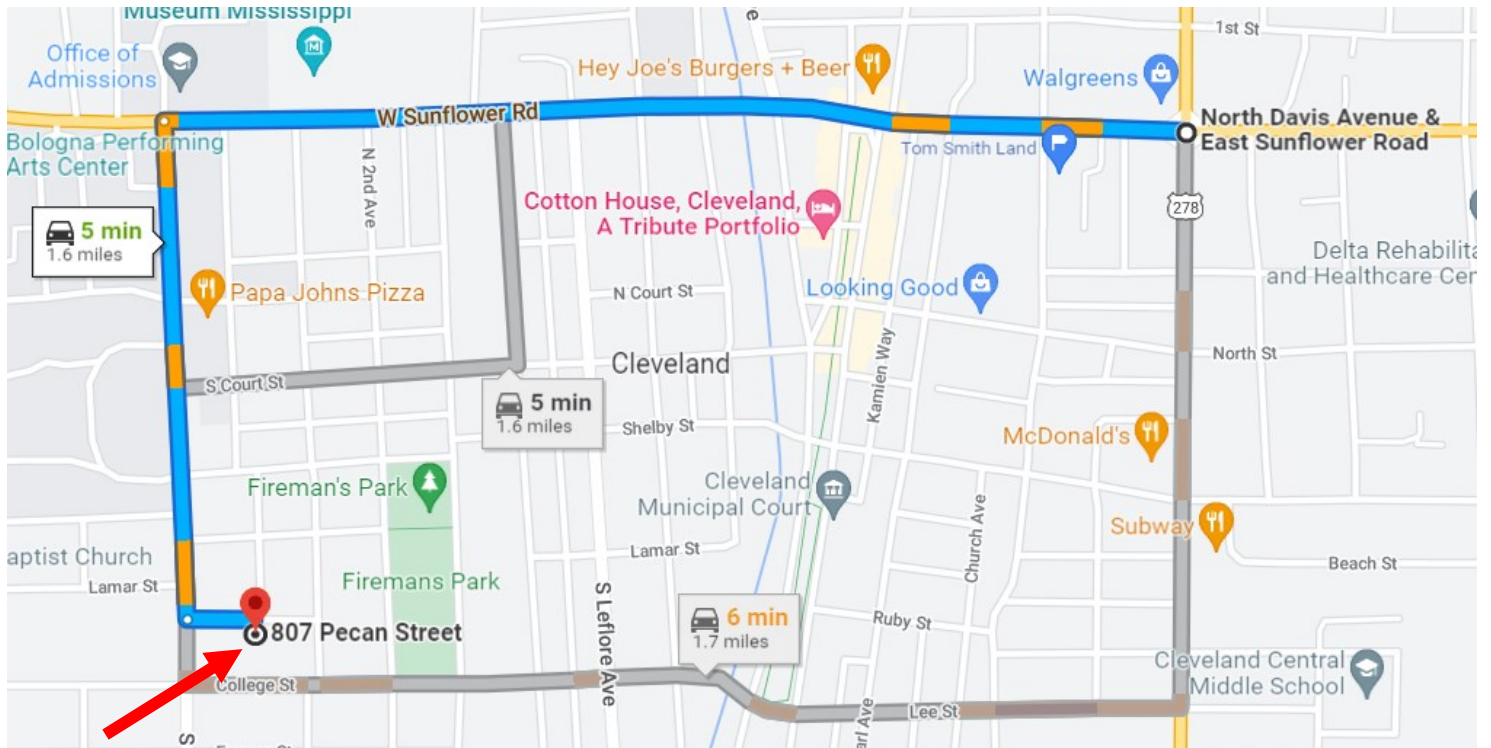 Museum Mississippi
e
1st St
Office of
Admissions
Hey Joe's Burgers + Beer
Walgreens
W Sunflower Rd
North Davis Avenue &
East Sunflower Road
Bologna Performing
Arts Center
Tom Smith Land
N 2nd Ave
Cotton House, Cleveland,
A Tribute Portfolio
278
5 min
1.6 miles
Delta Rehabilita
and Healthcare Cen
Papa Johns Pizza
N Court St
Looking Good
Kamien Way
North St
Cleveland
S Court St
5 min
1.6 miles
Shelby St
McDonald's
Fireman's Park
Cleveland
Municipal Court
Church Ave
Subway
aptist Church
Lamar St
Lamar St
Beach St
Firemans Park
S Leflore Ave
6 min
1.7 miles
Ruby St
807 Pecan Street
Cleveland Central
Middle School
College St
Lee St
arl Ave
S